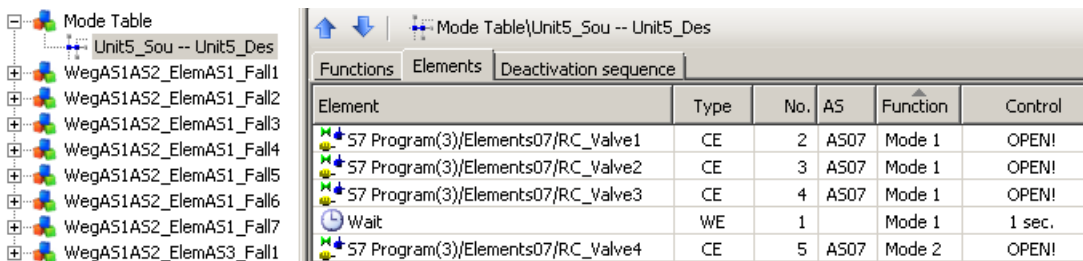 Mode Table
Unit5_Sou -- Unit5_Des
WegAS1AS2_ElemAS1_Fall1
WegAS1AS2_ElemAS1_Fall2
WegAS1AS2_ElemAS1_Fall3
WegAS1AS2_ElemAS1_Fall4
WegAS1AS2_ElemAS1_Fall5
WegAS1AS2_ElemAS1_Fall6
WegAS1AS2_ElemAS1_Fall7
WegAS1AS2_ElemAS3_Fall1
Mode Table\Unit5_Sou -- Unit5_Des
Functions Elements Deactivation sequence
Element Type No. AS Function Control
S7 Program(3)/Elements07/RC_Valve1 CE 2 AS07 Mode 1 OPEN!
S7 Program(3)/Elements07/RC_Valve2 CE 3 AS07 Mode 1 OPEN!
S7 Program(3)/Elements07/RC_Valve3 CE 4 AS07 Mode 1 OPEN!
Wait WE 1 Mode 1 1 sec.
S7 Program(3)/Elements07/RC_Valve4 CE 5 AS07 Mode 2 OPEN!